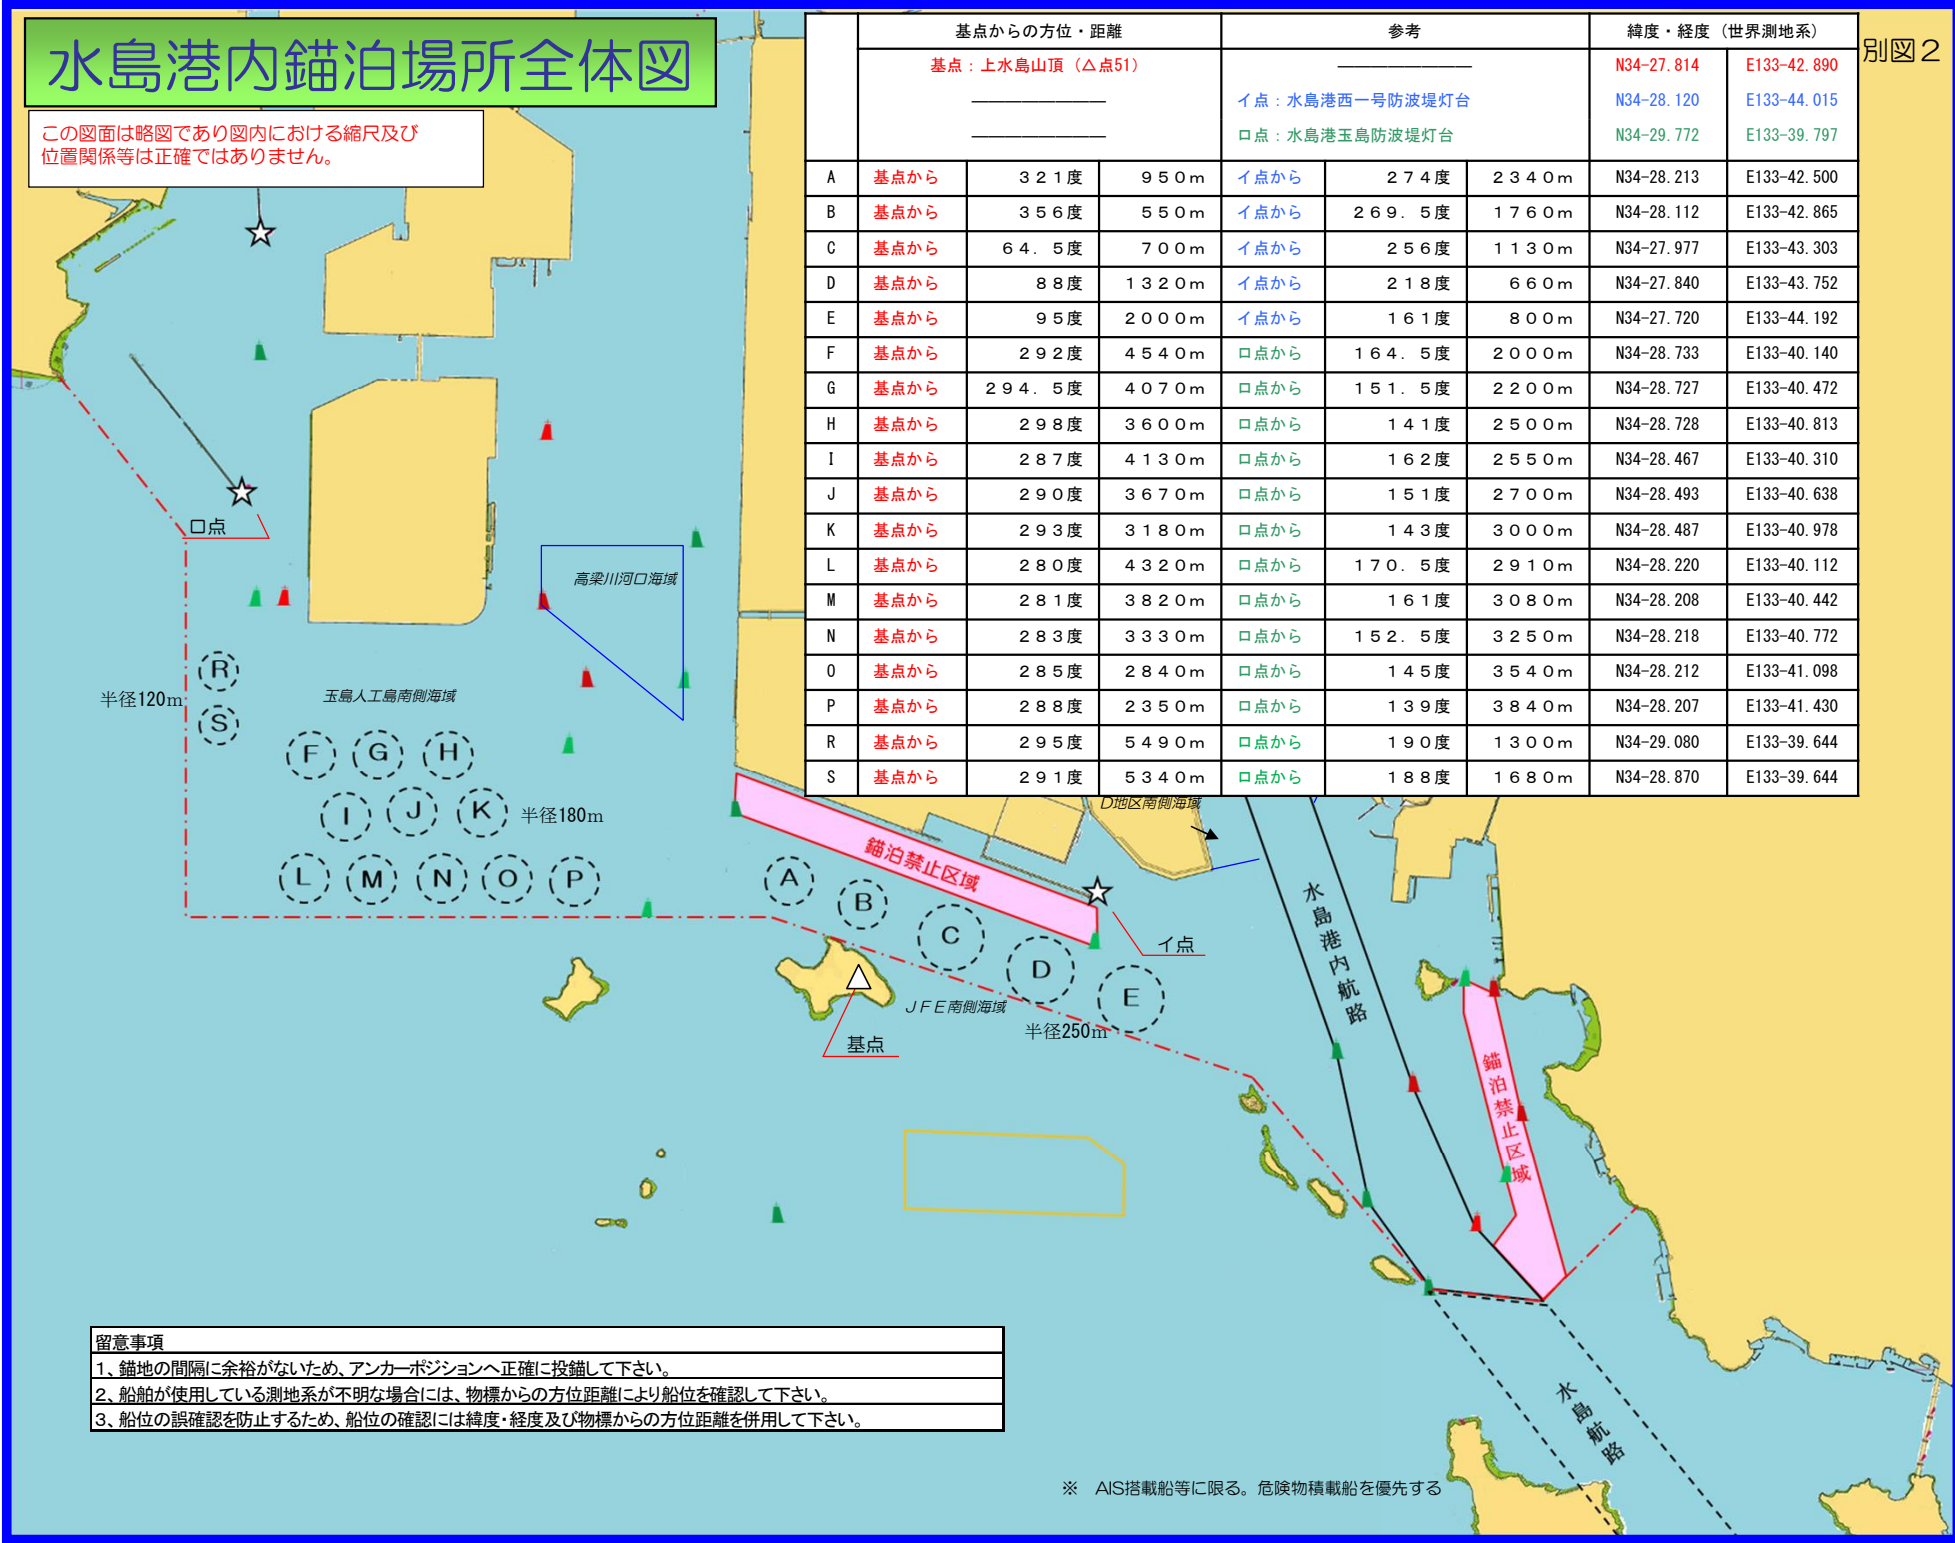 水島港内錨泊場所全体図
別図2
この図面は略図であり図内における縮尺及び
位置関係等は正確ではありません。
基点からの方位・距離 参考 緯度・経度（世界測地系）
基点：上水島山頂（△点51） ――――――――― N34-27.814 E133-42.890
――――――――― イ点：水島港西一号防波堤灯台 N34-28.120 E133-44.015
――――――――― ロ点：水島港玉島防波堤灯台 N34-29.772 E133-39.797
A 基点から 321度 950m イ点から 274度 2340m N34-28.213 E133-42.500
B 基点から 356度 550m イ点から 269.5度 1760m N34-28.112 E133-42.865
C 基点から 64.5度 700m イ点から 256度 1130m N34-27.977 E133-43.303
D 基点から 88度 1320m イ点から 218度 660m N34-27.840 E133-43.752
E 基点から 95度 2000m イ点から 161度 800m N34-27.720 E133-44.192
F 基点から 292度 4540m ロ点から 164.5度 2000m N34-28.733 E133-40.140
G 基点から 294.5度 4070m ロ点から 151.5度 2200m N34-28.727 E133-40.472
H 基点から 298度 3600m ロ点から 141度 2500m N34-28.728 E133-40.813
I 基点から 287度 4130m ロ点から 162度 2550m N34-28.467 E133-40.310
J 基点から 290度 3670m ロ点から 151度 2700m N34-28.493 E133-40.638
K 基点から 293度 3180m ロ点から 143度 3000m N34-28.487 E133-40.978
L 基点から 280度 4320m ロ点から 170.5度 2910m N34-28.220 E133-40.112
M 基点から 281度 3820m ロ点から 161度 3080m N34-28.208 E133-40.442
N 基点から 283度 3330m ロ点から 152.5度 3250m N34-28.218 E133-40.772
O 基点から 285度 2840m ロ点から 145度 3540m N34-28.212 E133-41.098
P 基点から 288度 2350m ロ点から 139度 3840m N34-28.207 E133-41.430
R 基点から 295度 5490m ロ点から 190度 1300m N34-29.080 E133-39.644
S 基点から 291度 5340m ロ点から 188度 1680m N34-28.870 E133-39.644
ロ点
高梁川河口海域
R
半径120m
玉島人工島南側海域
S
F G H
I J K 半径180m
L M N O P
D地区南側海域
錨泊禁止区域
A B C D E
イ点
JFE南側海域
半径250m
基点
水島港内航路
錨泊禁止区域
水島航路
留意事項
1、錨地の間隔に余裕がないため、アンカーポジションへ正確に投錨して下さい。
2、船舶が使用している測地系が不明な場合には、物標からの方位距離により船位を確認して下さい。
3、船位の誤確認を防止するため、船位の確認には緯度・経度及び物標からの方位距離を併用して下さい。
※　AIS搭載船等に限る。危険物積載船を優先する